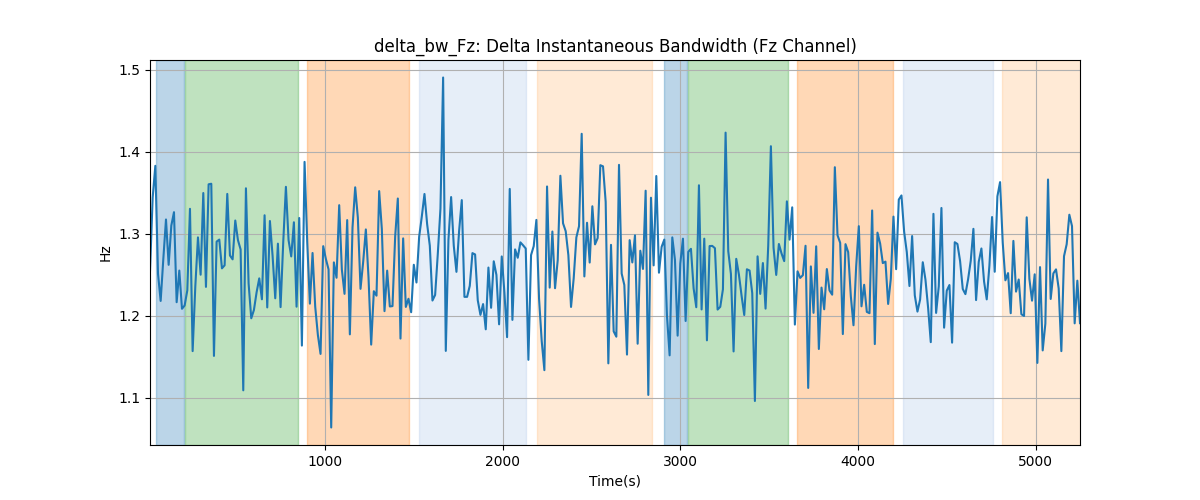 delta_bw_Fz: Delta Instantaneous Bandwidth (Fz Channel)
1.5
1.4
1.3
1.2
1.1
Hz
1000 2000 3000 4000 5000
Time(s)